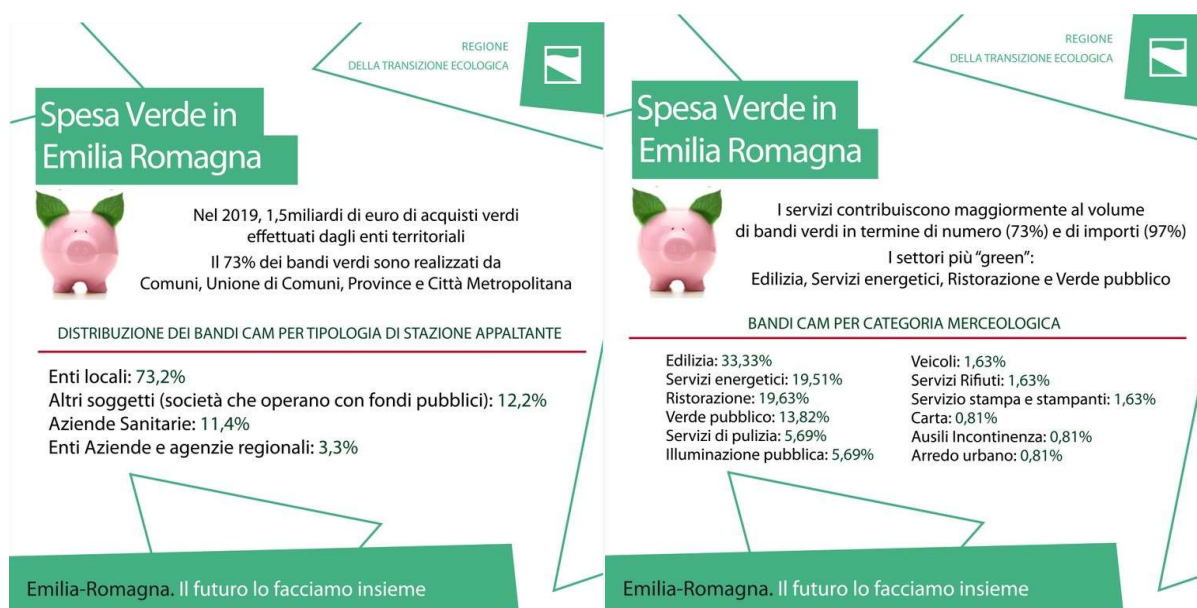 REGIONE
DELLA TRANSIZIONE ECOLOGICA
Spesa Verde in
Emilia Romagna
Nel 2019, 1,5miliardi di euro di acquisti verdi
effettuati dagli enti territoriali
Il 73% dei bandi verdi sono realizzati da
Comuni, Unione di Comuni, Province e Città Metropolitana
DISTRIBUZIONE DEI BANDI CAM PER TIPOLOGIA DI STAZIONE APPALTANTE
Enti locali: 73,2%
Altri soggetti (società che operano con fondi pubblici): 12,2%
Aziende Sanitarie: 11,4%
Enti Aziende e agenzie regionali: 3,3%
Emilia-Romagna. Il futuro lo facciamo insieme
REGIONE
DELLA TRANSIZIONE ECOLOGICA
Spesa Verde in
Emilia Romagna
I servizi contribuiscono maggiormente al volume
di bandi verdi in termine di numero (73%) e di importi (97%)
I settori più “green”:
Edilizia, Servizi energetici, Ristorazione e Verde pubblico
BANDI CAM PER CATEGORIA MERCEOLOGICA
Edilizia: 33,33%
Servizi energetici: 19,51%
Ristorazione: 19,63%
Verde pubblico: 13,82%
Servizi di pulizia: 5,69%
Illuminazione pubblica: 5,69%
Veicoli: 1,63%
Servizi Rifiuti: 1,63%
Servizio stampa e stampanti: 1,63%
Carta: 0,81%
Ausili Incontinenza: 0,81%
Arredo urbano: 0,81%
Emilia-Romagna. Il futuro lo facciamo insieme